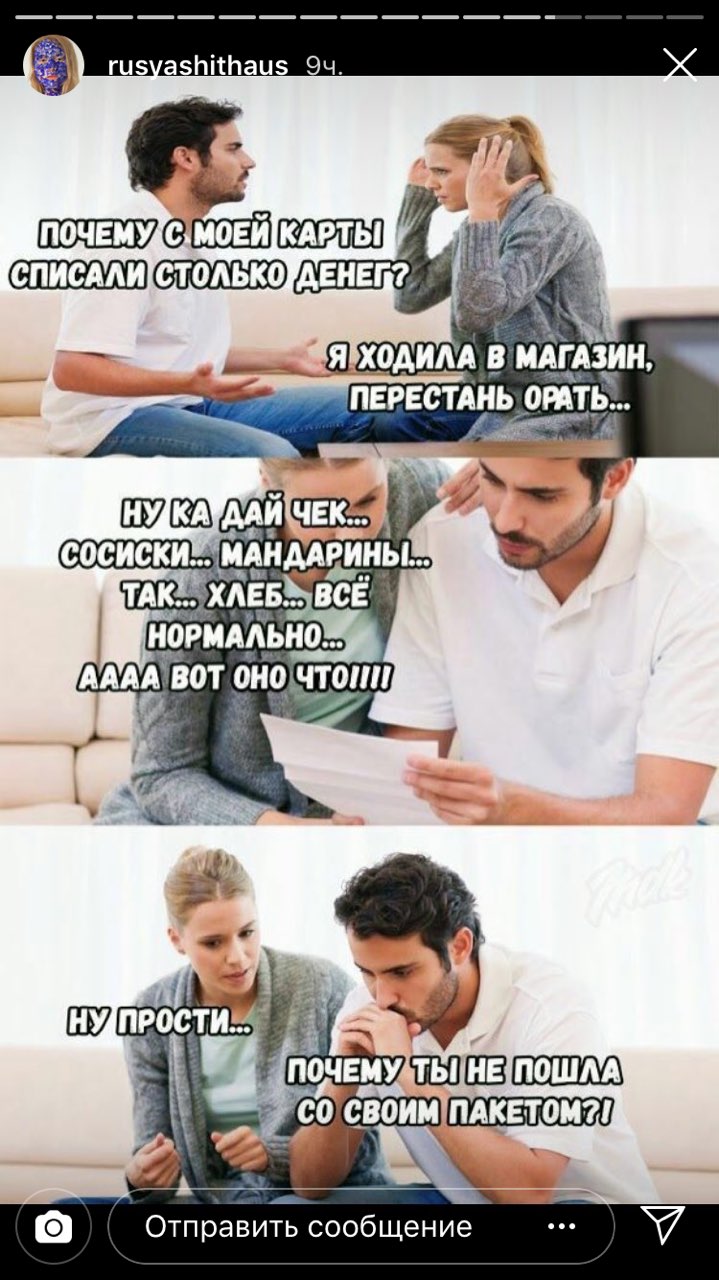 rusyashithaus 9ч.
ПОЧЕМУ С МОЕЙ КАРТЫ
СПИСАЛИ СТОЛЬКО ДЕНЕГ?
Я ХОДИЛА В МАГАЗИН,
ПЕРЕСТАНЬ ОРАТЬ...
НУ КА ДАЙ ЧЕК...
СОСИСКИ... МАНДАРИНЫ...
ТАК... ХЛЕБ... ВСЁ
НОРМАЛЬНО...
АААА ВОТ ОНО ЧТО!!!!
mdk
НУ ПРОСТИ...
ПОЧЕМУ ТЫ НЕ ПОШЛА
СО СВОИМ ПАКЕТОМ?!
Отправить сообщение